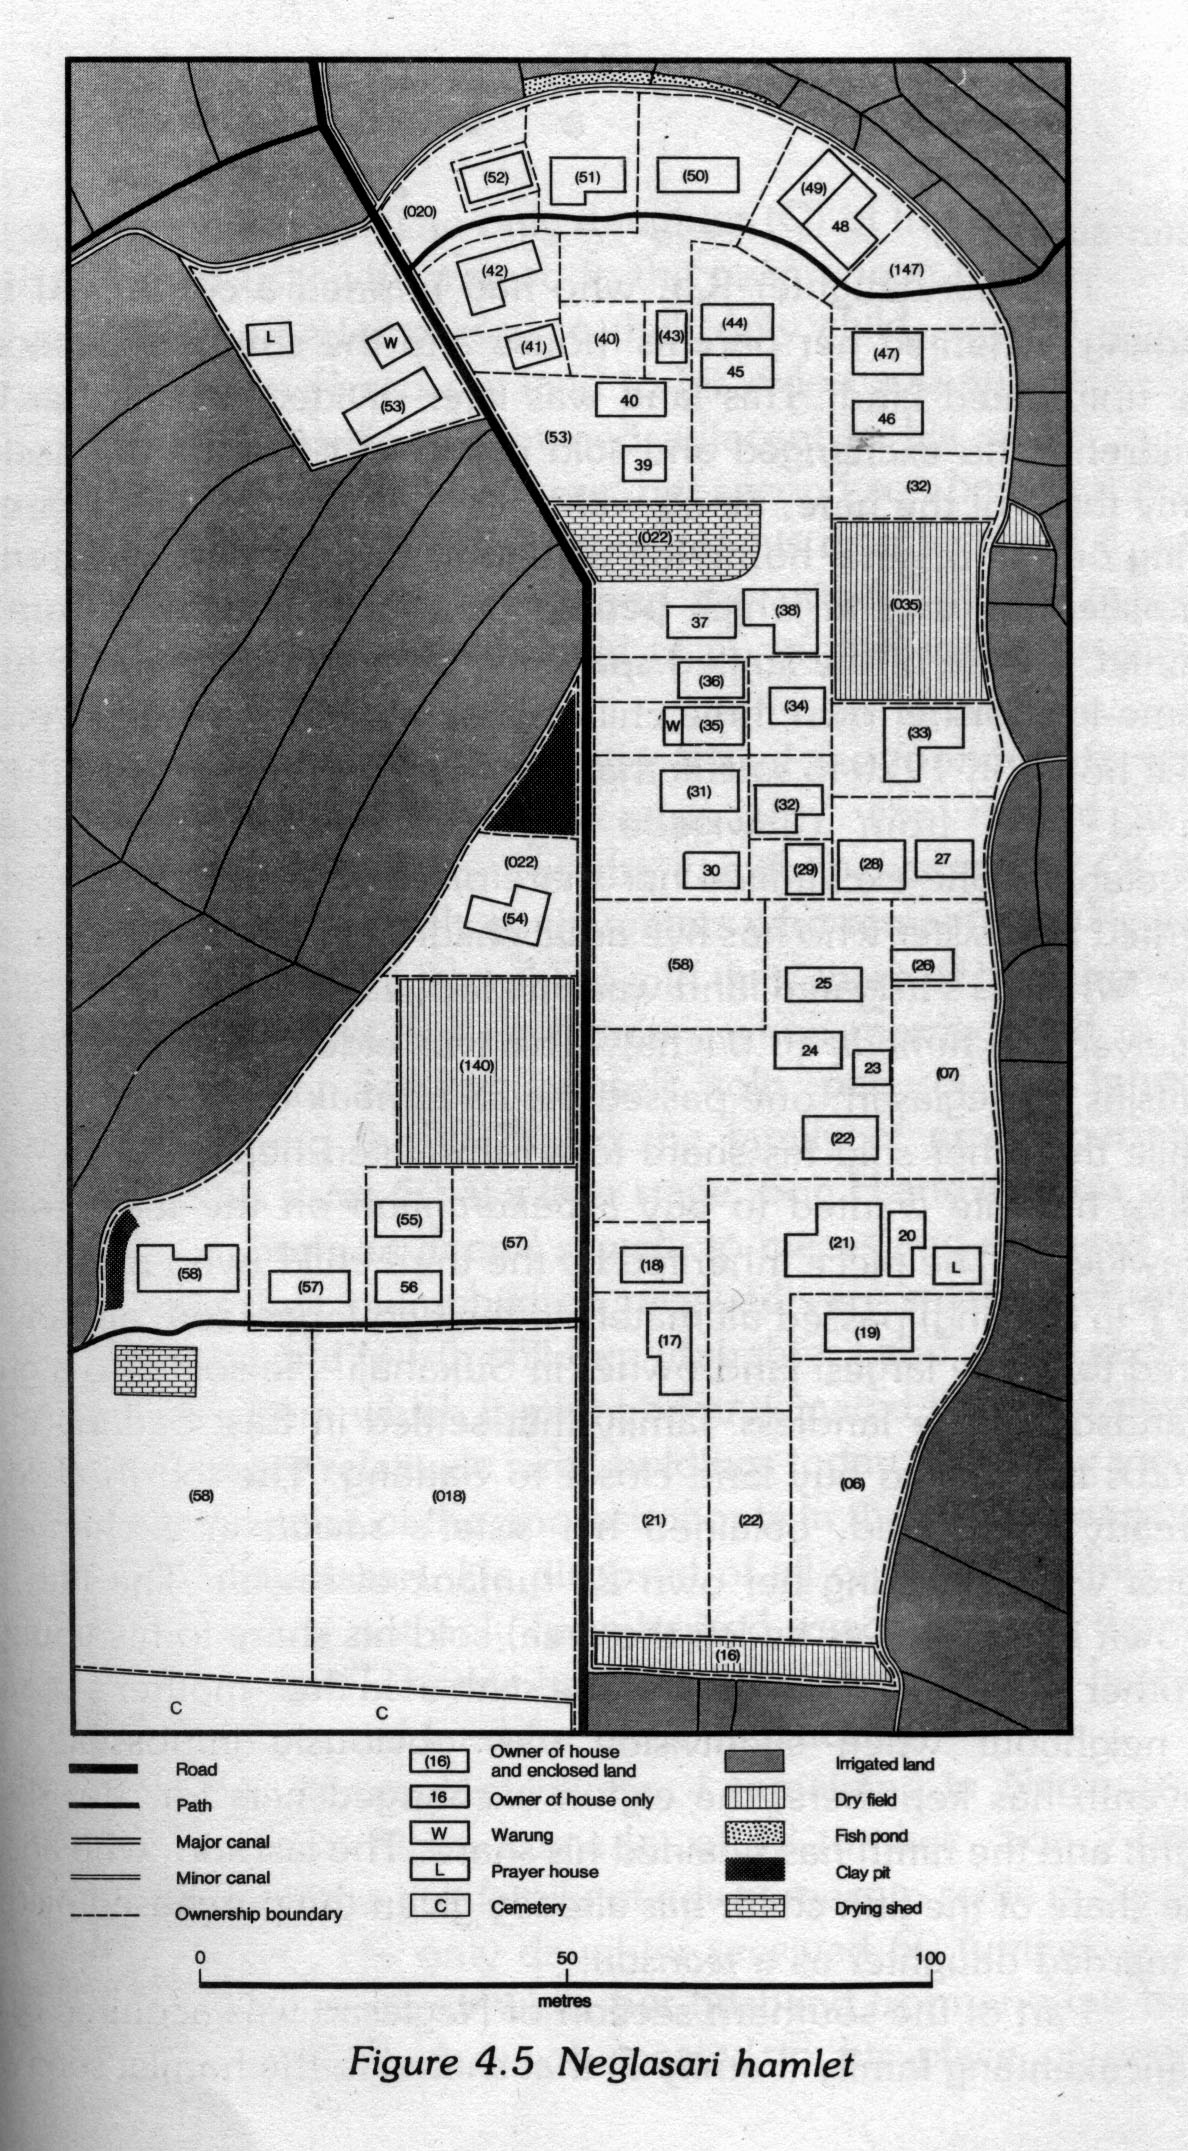 (52)
(51)
(50)
(49)
48
(020)
(147)
(42)
(44)
(43)
(41)
(40)
L
W
(47)
45
(53)
40
46
(53)
39
(32)
(022)
(035)
(38)
37
(36)
(34)
W (35)
(33)
(31)
(32)
(022)
27
(28)
30
(29)
(54)
(58)
(26)
25
24
(140)
23
(07)
(22)
(55)
(57)
(21)
20
(18)
L
(58)
(57)
56
(19)
(17)
(06)
(58)
(018)
(21)
(22)
(16)
C
C
Road
Path
Major canal
Minor canal
Ownership boundary
(16) Owner of house
and enclosed land
16 Owner of house only
W Warung
L Prayer house
C Cemetery
Irrigated land
Dry field
Fish pond
Clay pit
Drying shed
0 50 100
metres
Figure 4.5 Neglasari hamlet